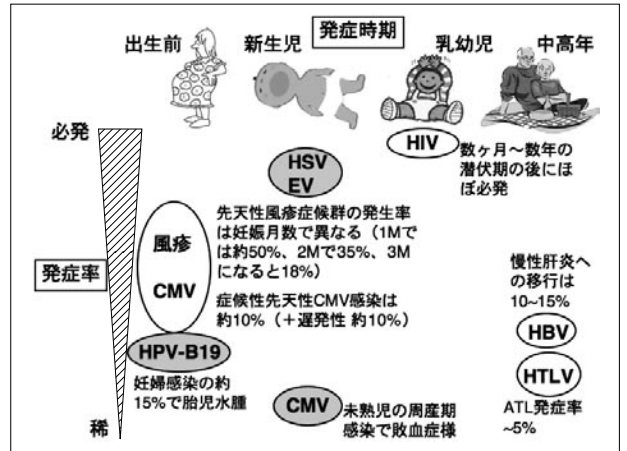 発症時期
出生前
新生児
乳幼児
中高年
必発
発症率
稀
HIV
数ヶ月～数年の
潜伏期の後にほ
ぼ必発
HSV
EV
風疹
CMV
先天性風疹症候群の発生率
は妊娠月数で異なる（1Mで
は約50%、2Mで35%、3M
になると18%）
症候性先天性CMV感染は
約10%（＋遅発性 約10%）
HPV-B19
妊婦感染の約
15%で胎児水腫
CMV
未熟児の周産期
感染で敗血症様
慢性肝炎へ
の移行は
10~15%
HBV
HTLV
ATL発症率
~5%